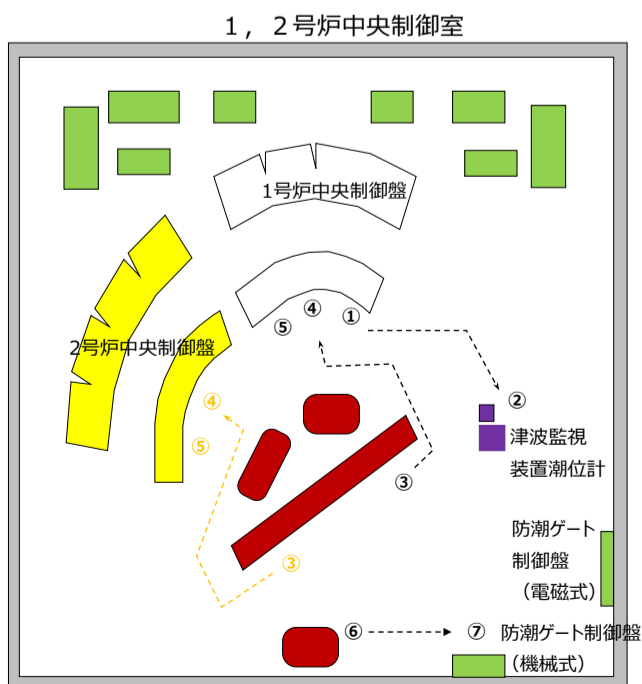 1，2号炉中央制御室
1号炉中央制御盤
④
①
⑤
2号炉中央制御盤
④
②
津波監視
⑤
装置潮位計
③
防潮ゲート
制御盤
③
（電磁式）
⑥
⑦ 防潮ゲート制御盤
（機械式）